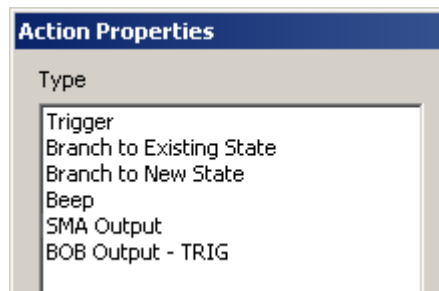 Action Properties
Type
Trigger
Branch to Existing State
Branch to New State
Beep
SMA Output
BOB Output - TRIG